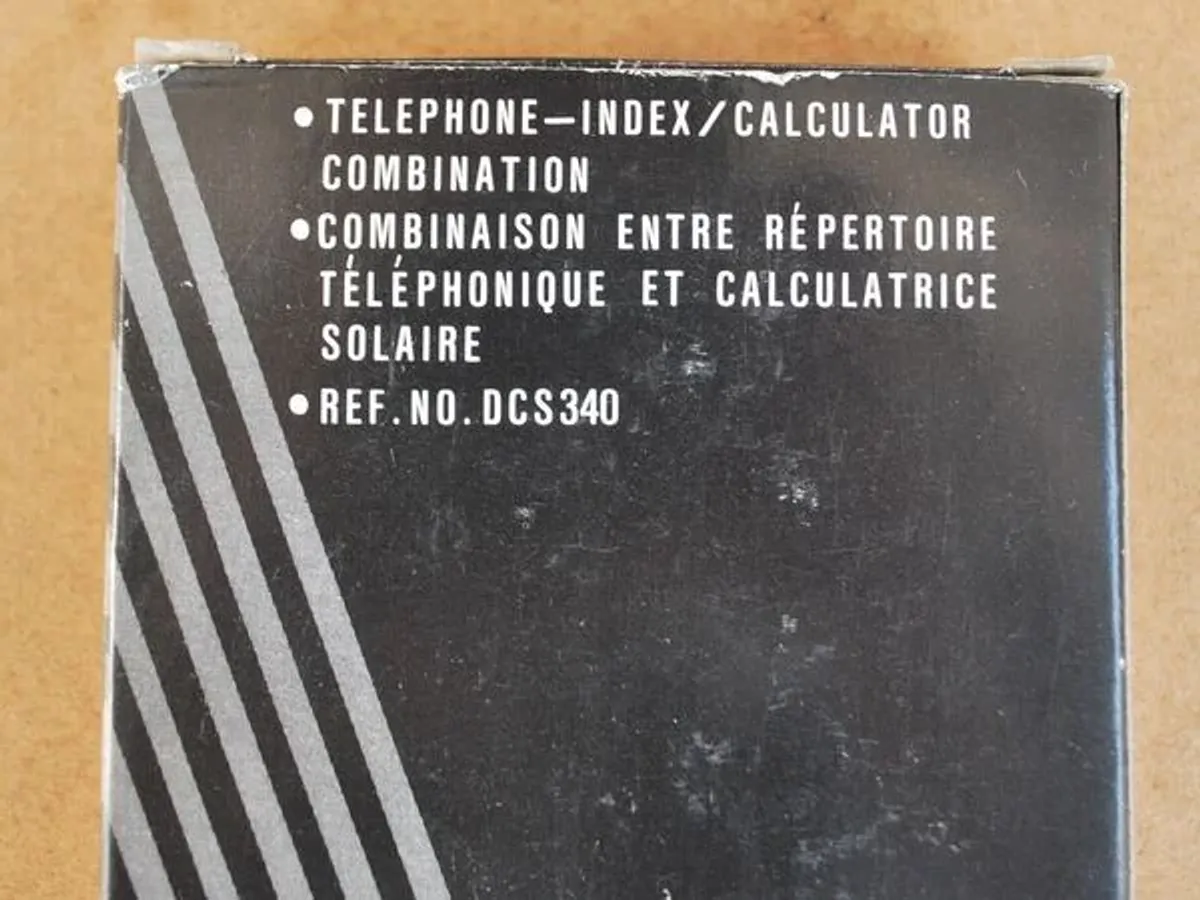 •TELEPHONE—INDEX/CALCULATOR
COMBINATION
•COMBINAISON ENTRE RÉPERTOIRE
TÉLÉPHONIQUE ET CALCULATRICE
SOLAIRE
•REF.NO.DCS340